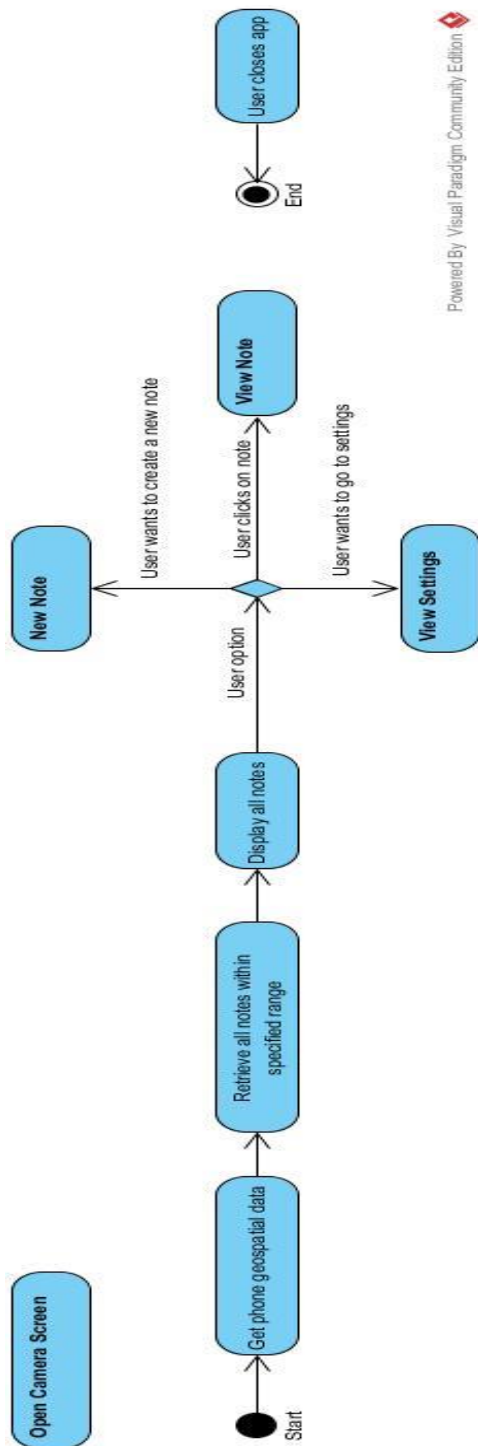 Open Camera Screen
Start
Get phone geospatial data
Retrieve all notes within
specified range
Display all notes
User option
New Note
User wants to create a new note
User clicks on note
View Note
User wants to go to settings
View Settings
End
User closes app
Powered By Visual Paradigm Community Edition